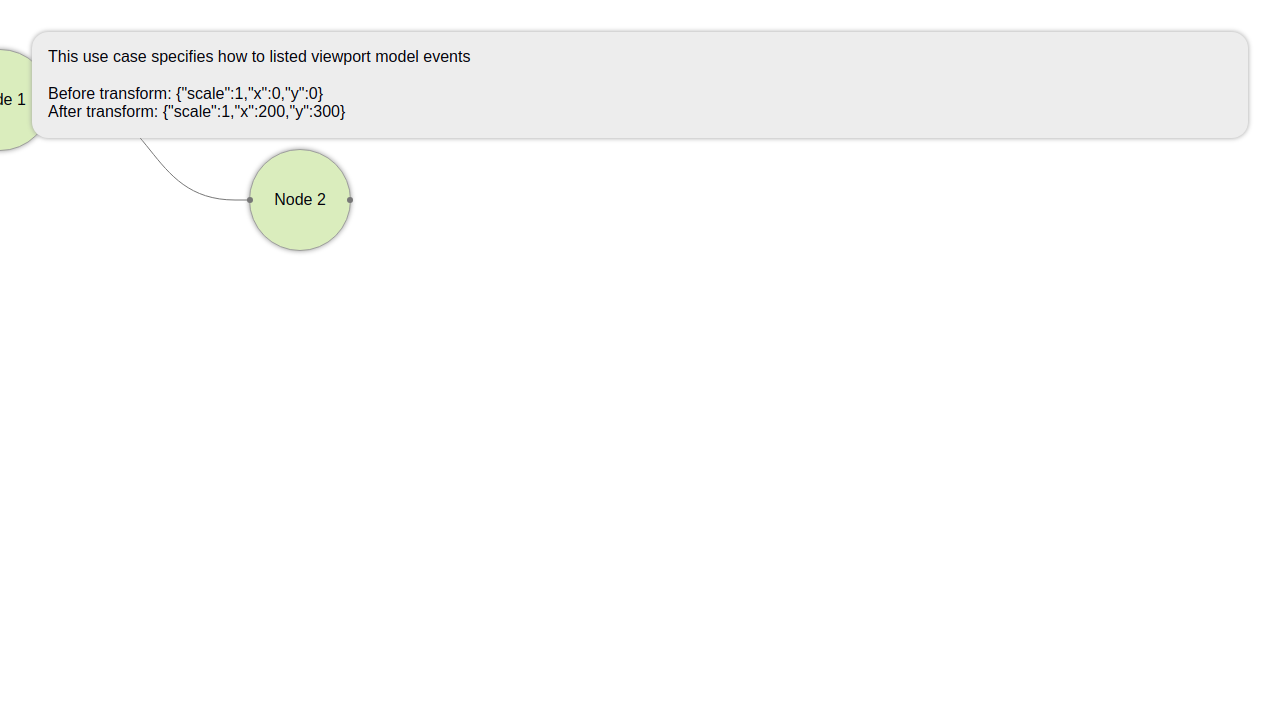 This use case specifies how to listed viewport model events
Before transform: {"scale":1,"x":0,"y":0}
After transform: {"scale":1,"x":200,"y":300}
de 1
Node 2